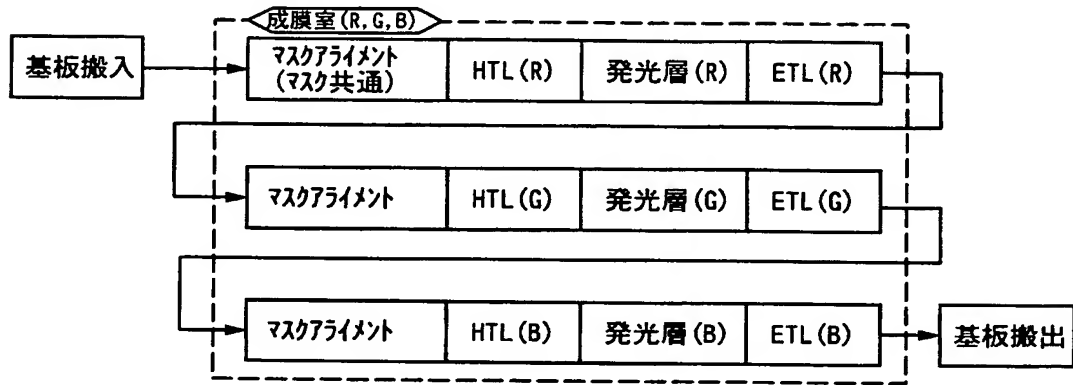 成膜室(R,G,B)
基板搬入
マスクアライメント
(マスク共通)
HTL(R)
発光層(R)
ETL(R)
マスクアライメント
HTL(G)
発光層(G)
ETL(G)
マスクアライメント
HTL(B)
発光層(B)
ETL(B)
基板搬出